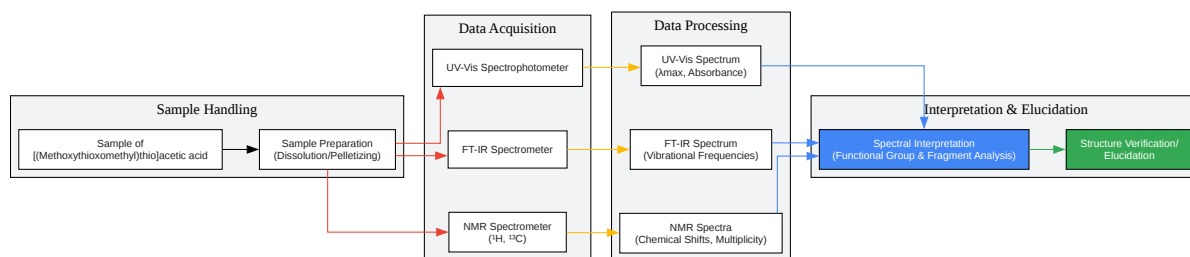 Sample Handling
Sample of
[(Methoxythioxomethyl)thio]acetic acid
Sample Preparation
(Dissolution/Pelletizing)
Data Acquisition
UV-Vis Spectrophotometer
FT-IR Spectrometer
NMR Spectrometer
(¹H, ¹³C)
Data Processing
UV-Vis Spectrum
(λmax, Absorbance)
FT-IR Spectrum
(Vibrational Frequencies)
NMR Spectra
(Chemical Shifts, Multiplicity)
Interpretation & Elucidation
Spectral Interpretation
(Functional Group & Fragment Analysis)
Structure Verification/
Elucidation